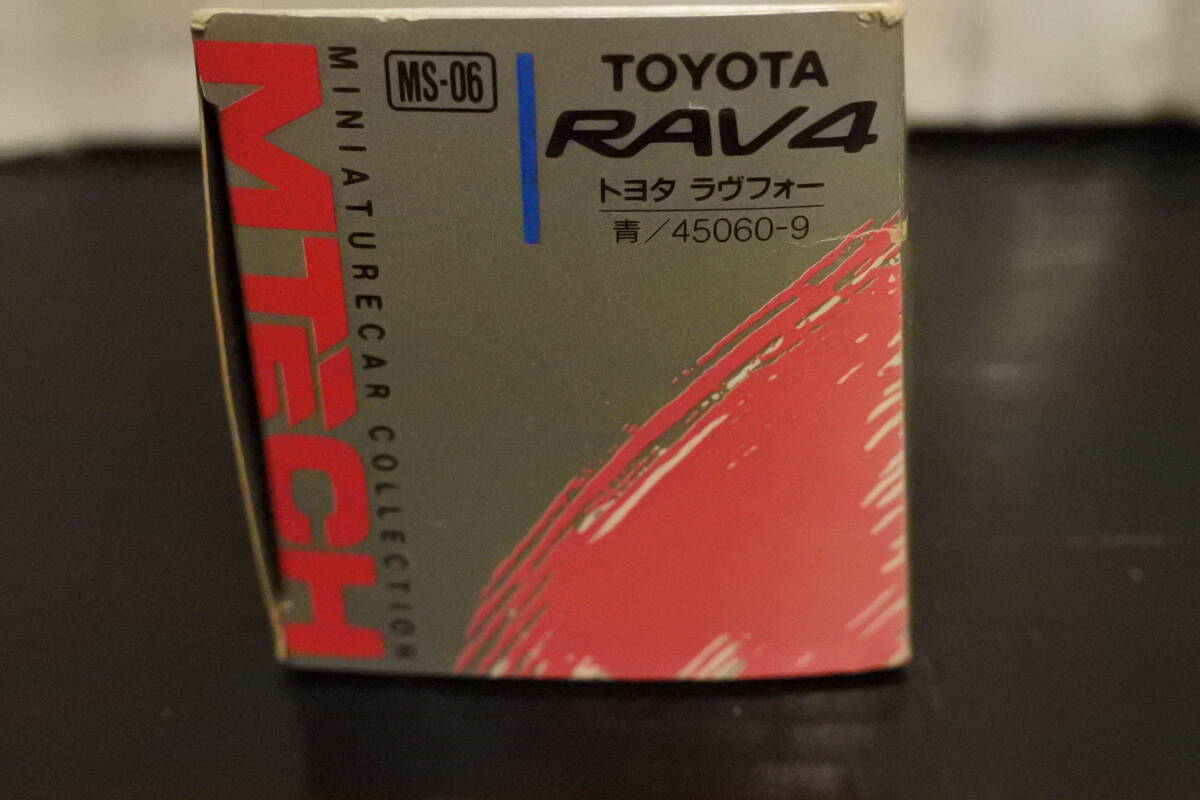 MTECH
MINIATURECAR COLLECTION
MS-06
TOYOTA
RAV4
トヨタ ラヴフォー
青/45060-9